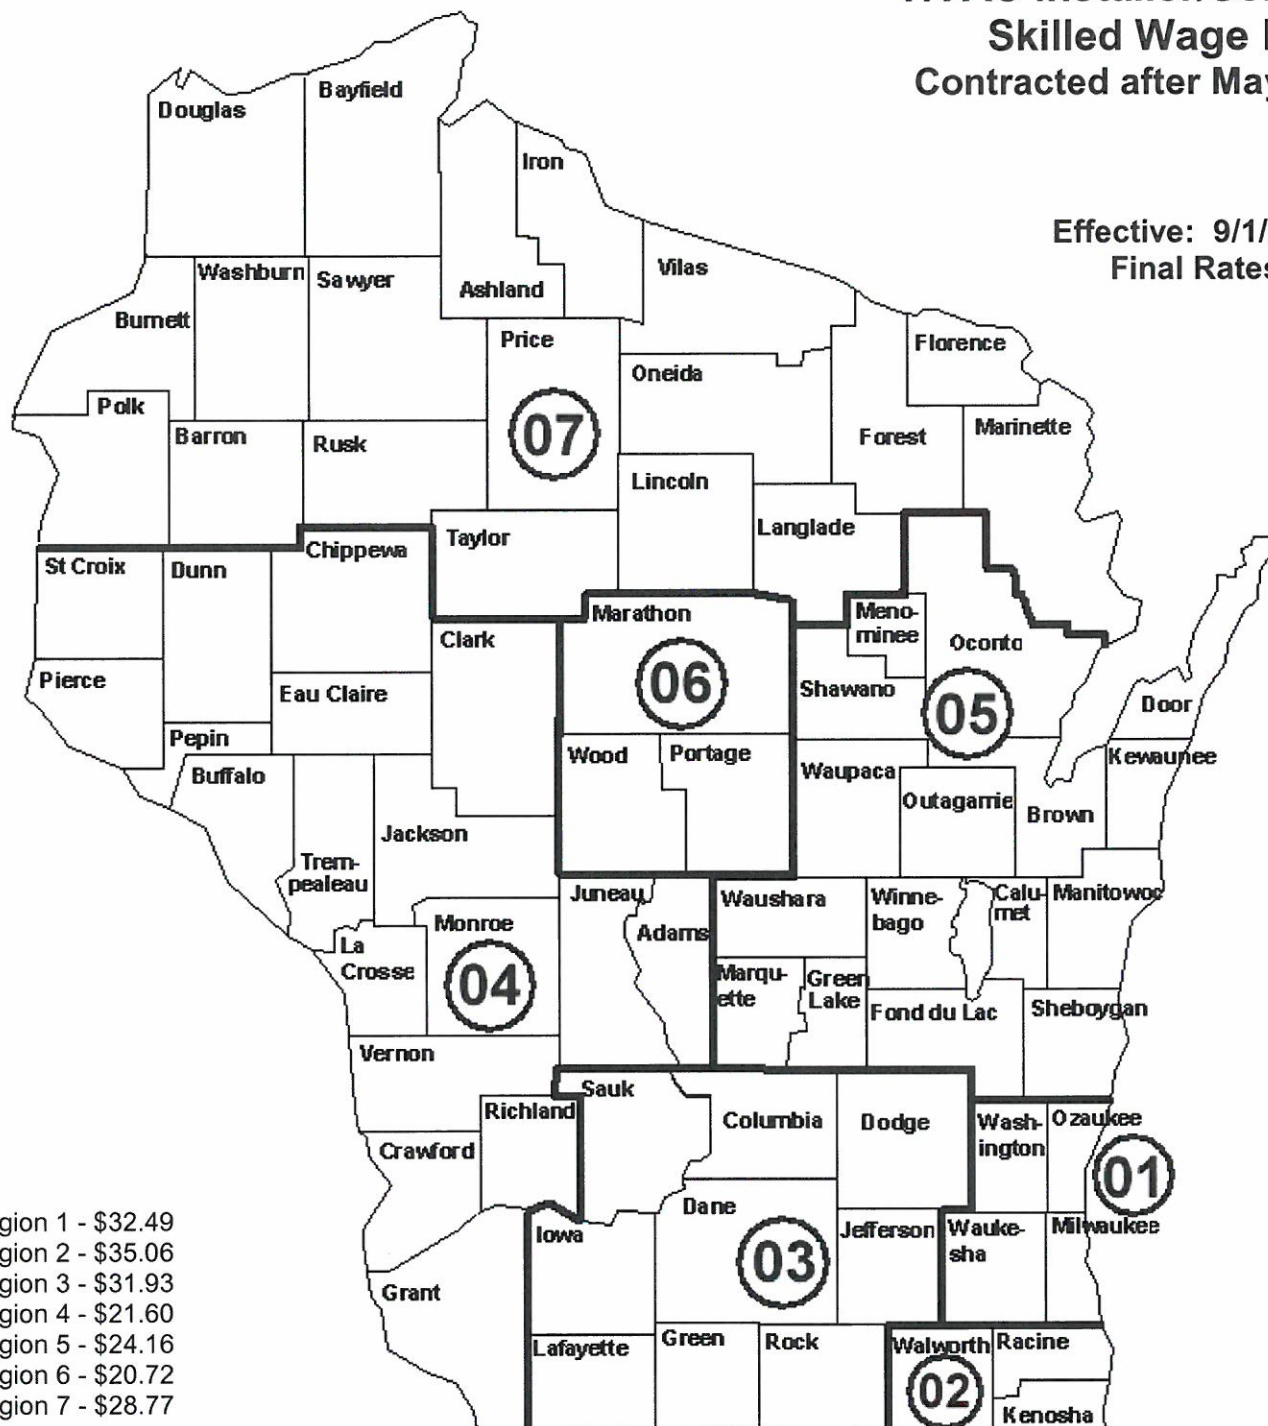 Skilled Wage
Contracted after May
Effective: 9/1/
Final Rates
Douglas
Bayfield
Iron
Washburn
Sawyer
Ashland
Vilas
Burnett
Price
Florence
Oneida
Polk
Barron
Rusk
07
Forest
Marinette
Lincoln
Langlade
Taylor
Chippewa
St Croix
Dunn
Marathon
Meno-
minee
Clark
Oconto
Pierce
Eau Claire
06
Shawano
05
Door
Pepin
Wood
Portage
Waupaca
Kewaunee
Buffalo
Outagamie
Brown
Jackson
Trem-
pealeau
Juneau
Waushara
Winne-
bago
Calu-
met
Manitowoc
Monroe
Adams
La
Crosse
04
Marqu-
ette
Green
Lake
Fond du Lac
Sheboygan
Vernon
Sauk
Richland
Columbia
Dodge
Wash-
ington
Ozaukee
Crawford
01
Dane
Iowa
03
Jefferson
Wauke-
sha
Milwaukee
Grant
Lafayette
Green
Rock
Walworth
Racine
02
Kenosha
gion 1 - $32.49
gion 2 - $35.06
gion 3 - $31.93
gion 4 - $21.60
gion 5 - $24.16
gion 6 - $20.72
gion 7 - $28.77